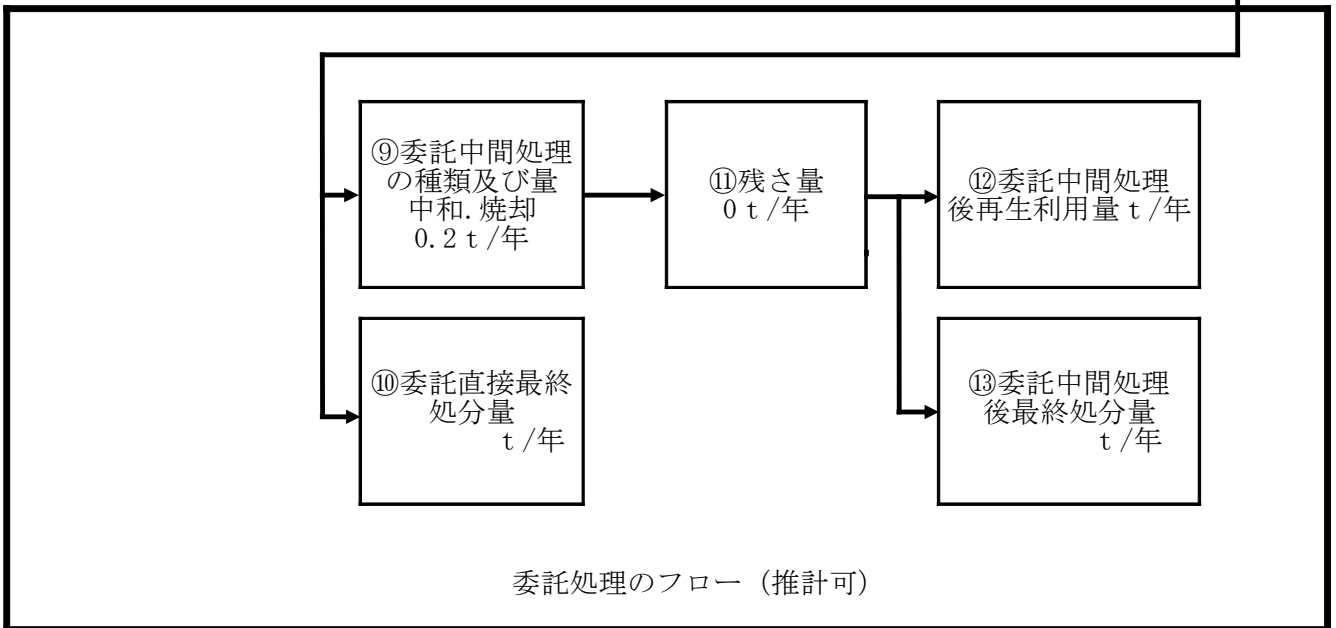 ⑨委託中間処理
の種類及び量
中和.焼却
0.2ｔ/年
⑪残さ量
0ｔ/年
⑫委託中間処理
後再生利用量ｔ/年
⑩委託直接最終
処分量
ｔ/年
⑬委託中間処理
後最終処分量
ｔ/年
委託処理のフロー（推計可）